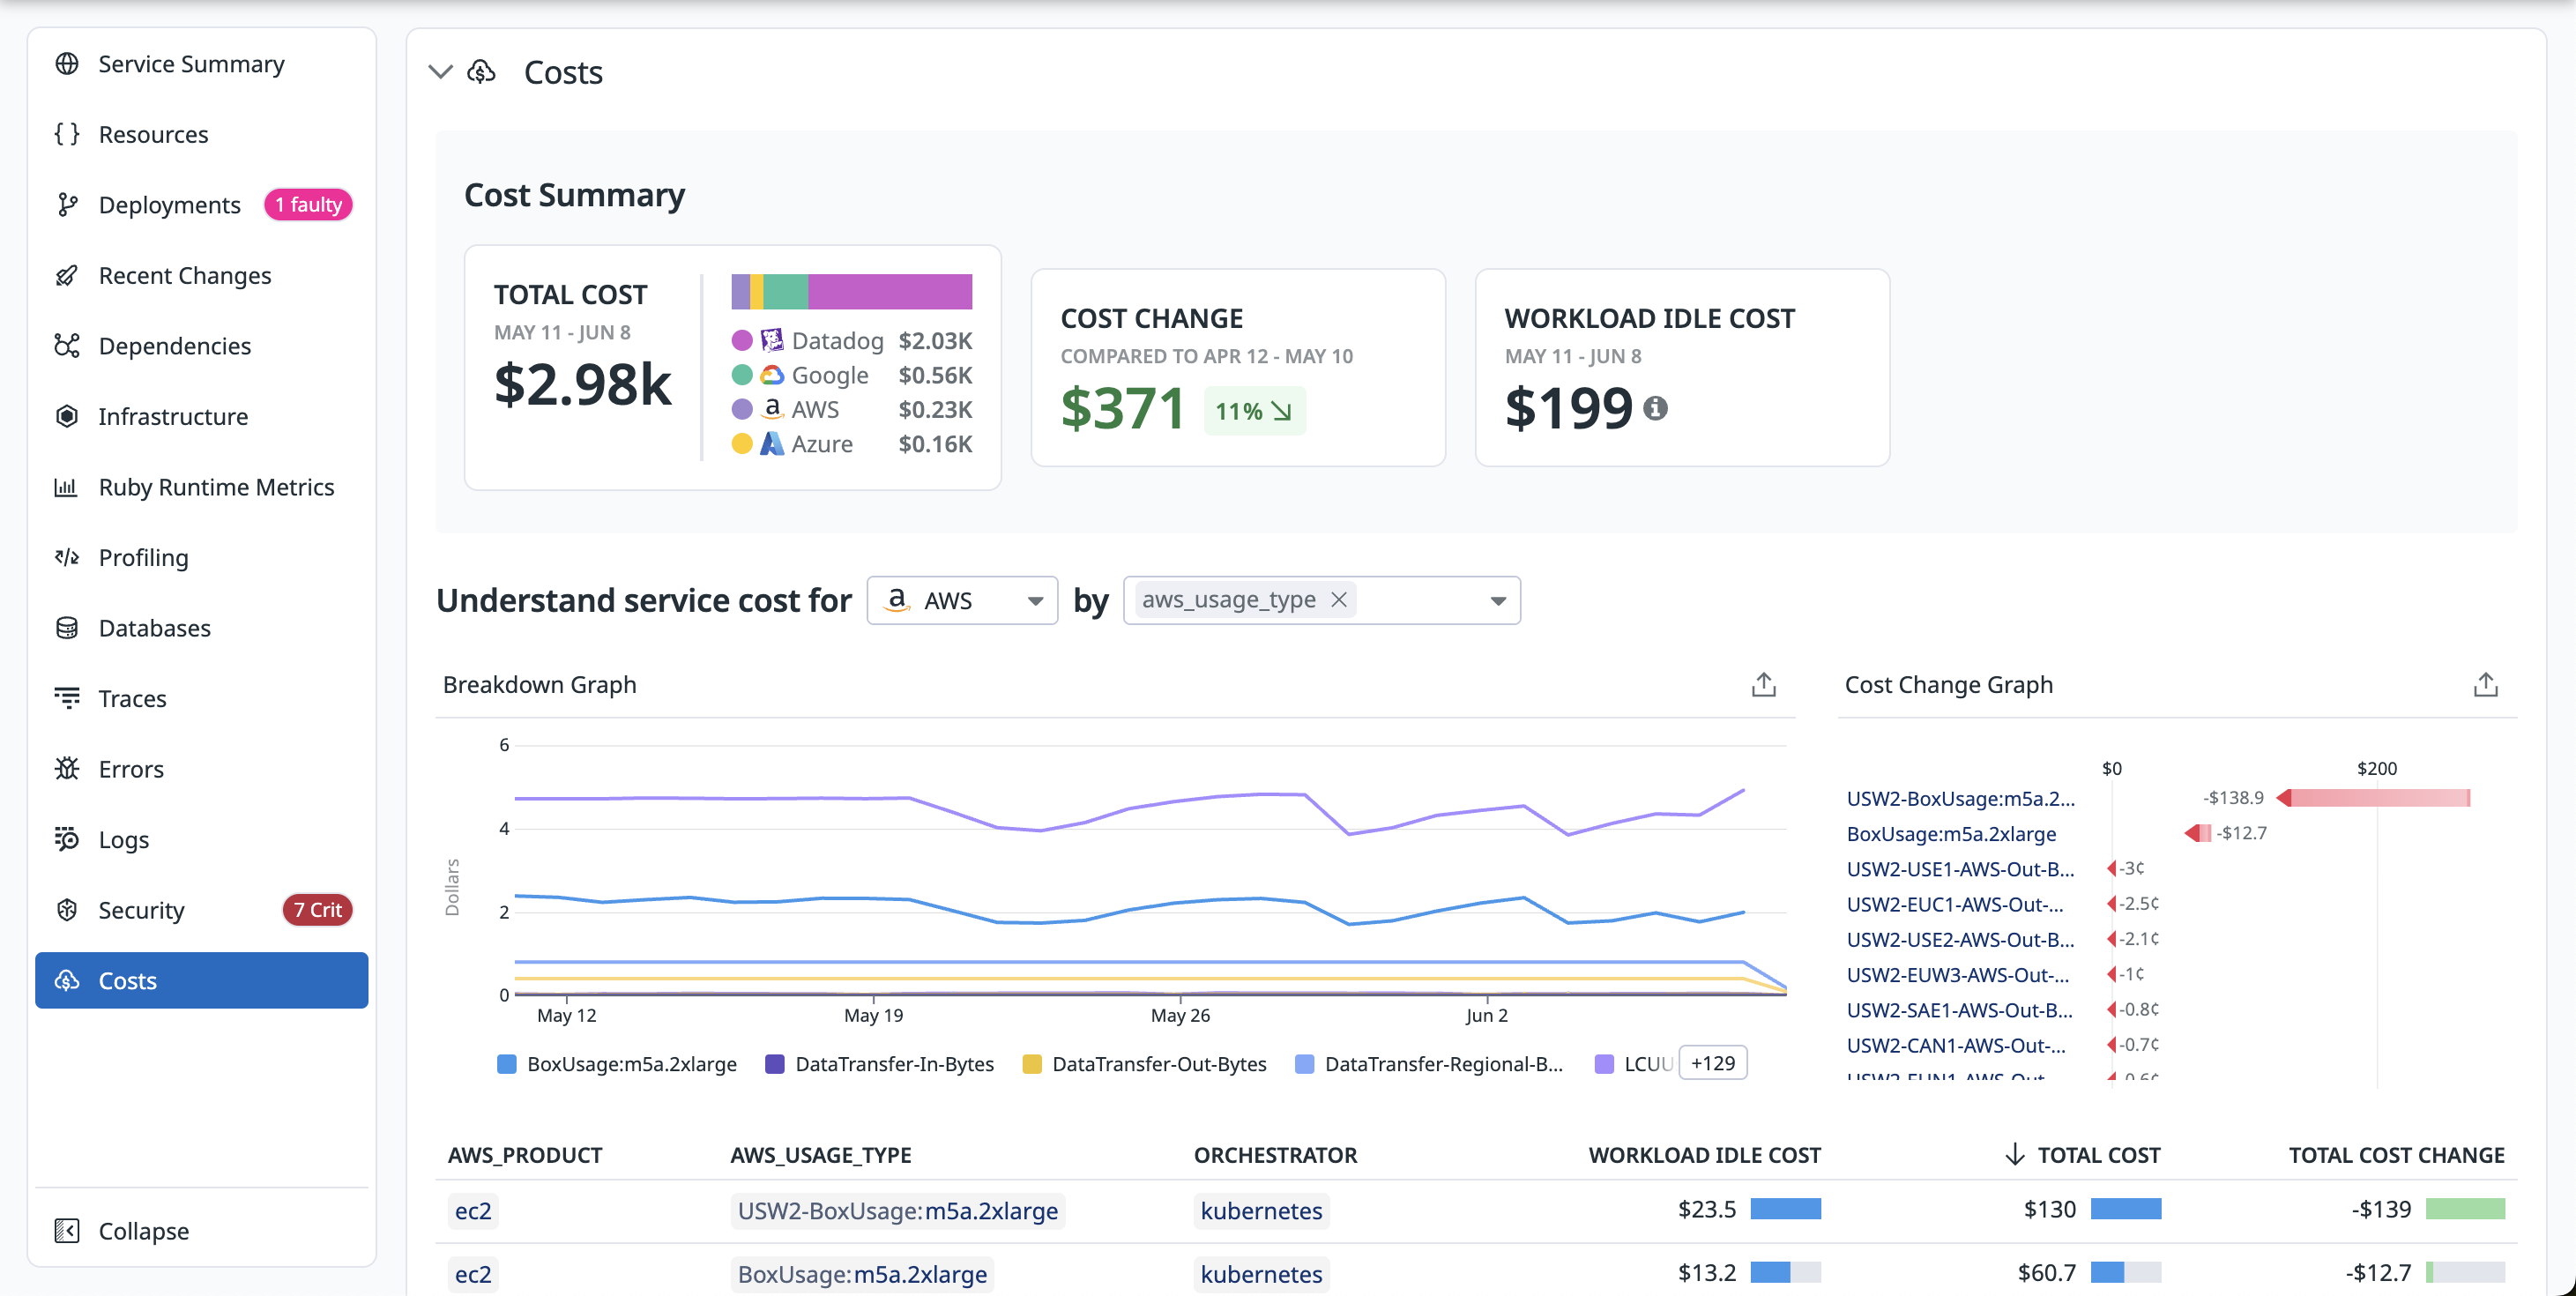 Service Summary
Resources
Deployments 1 faulty
Recent Changes
Dependencies
Infrastructure
Ruby Runtime Metrics
Profiling
Databases
Traces
Errors
Logs
Security 7 Crit
Costs
Collapse
Costs
Cost Summary
TOTAL COST
MAY 11 - JUN 8
$2.98k
Datadog $2.03K
Google $0.56K
AWS $0.23K
Azure $0.16K
COST CHANGE
COMPARED TO APR 12 - MAY 10
$371 11%
WORKLOAD IDLE COST
MAY 11 - JUN 8
$199
Understand service cost for AWS by aws_usage_type
Breakdown Graph
Dollars
6
4
2
0
May 12 May 19 May 26 Jun 2
BoxUsage:m5a.2xlarge DataTransfer-In-Bytes DataTransfer-Out-Bytes DataTransfer-Regional-B... LCUU +129
Cost Change Graph
$0 $200
USW2-BoxUsage:m5a.2... -$138.9
BoxUsage:m5a.2xlarge -$12.7
USW2-USE1-AWS-Out-B... -3¢
USW2-EUC1-AWS-Out-... -2.5¢
USW2-USE2-AWS-Out-B... -2.1¢
USW2-EUW3-AWS-Out-... -1¢
USW2-SAE1-AWS-Out-B... -0.8¢
USW2-CAN1-AWS-Out-... -0.7¢
USW2-EUN1-AWS-Out... -0.6¢
AWS_PRODUCT AWS_USAGE_TYPE ORCHESTRATOR WORKLOAD IDLE COST TOTAL COST TOTAL COST CHANGE
ec2 USW2-BoxUsage:m5a.2xlarge kubernetes $23.5 $130 -$139
ec2 BoxUsage:m5a.2xlarge kubernetes $13.2 $60.7 -$12.7